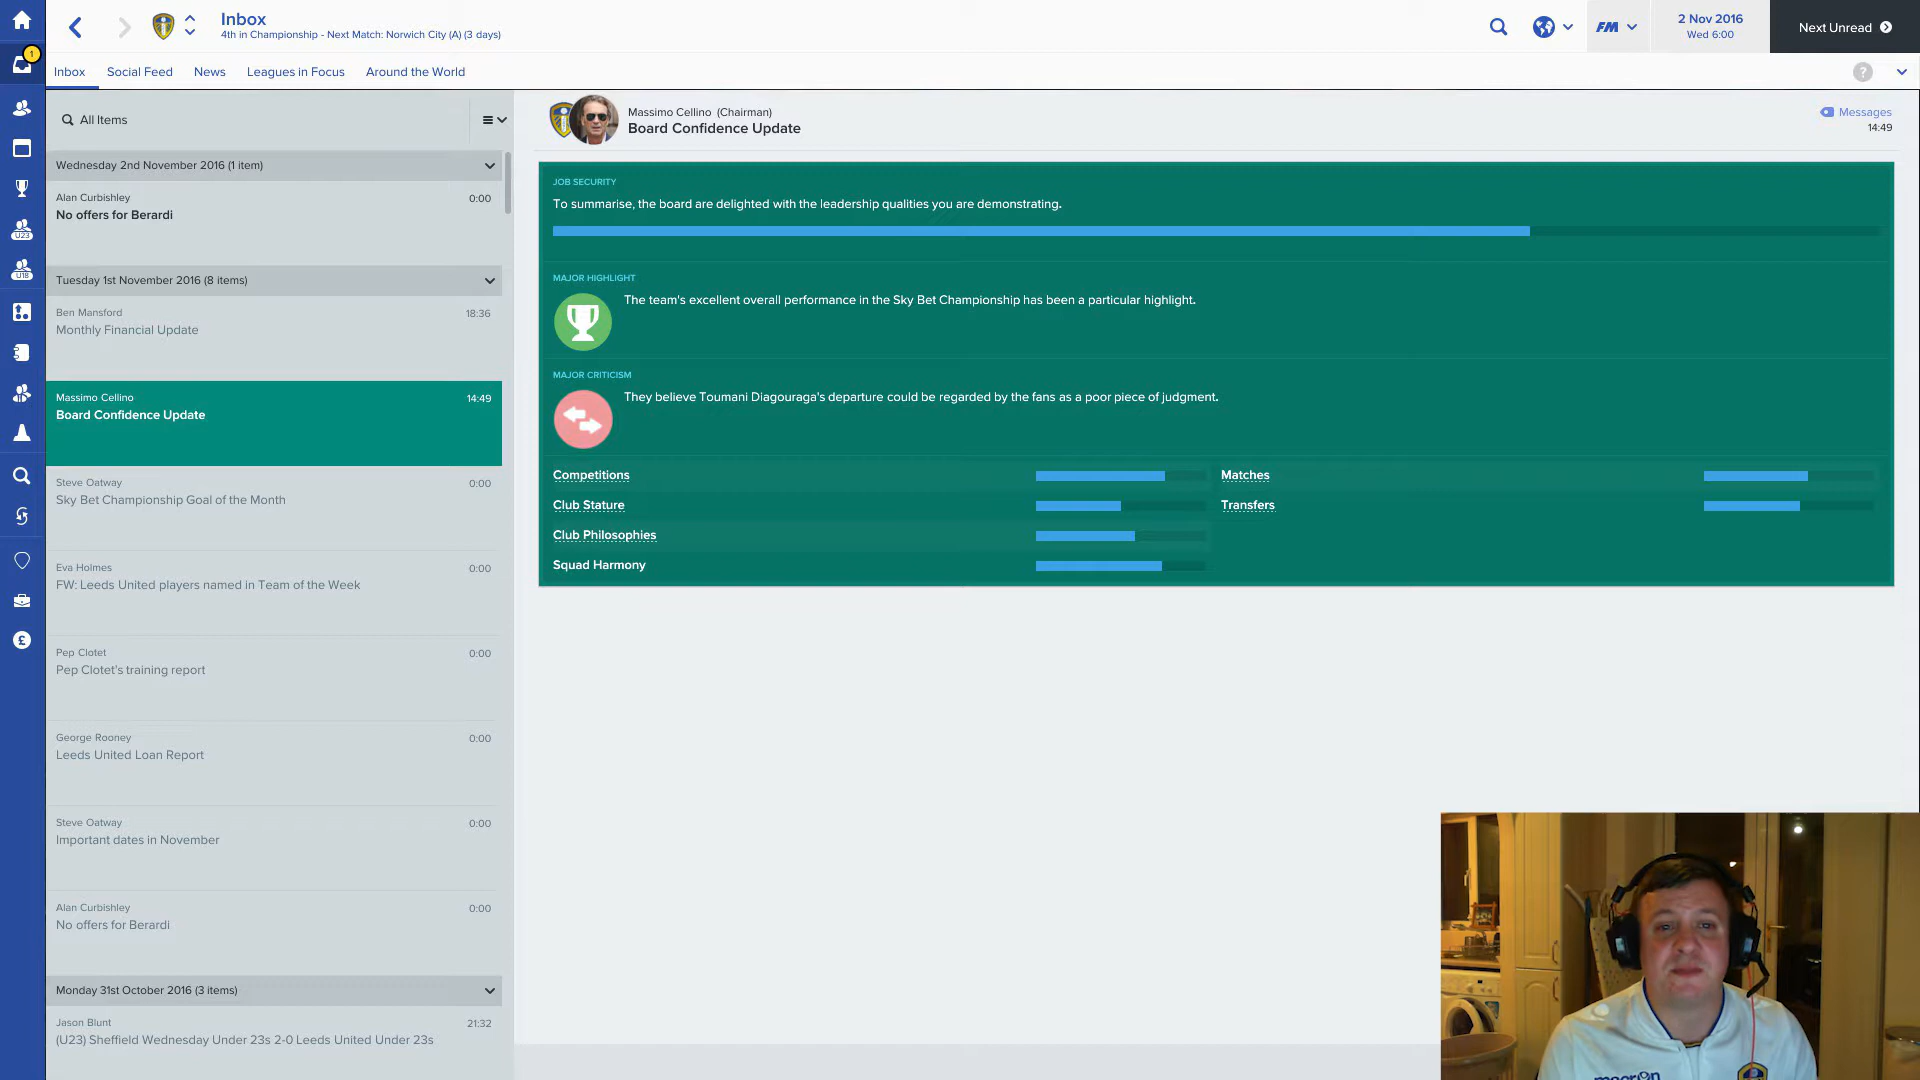 Inbox
4th in Championship - Next Match: Norwich City (A) (3 days)
FM
2 Nov 2016
Wed 6:00
Next Unread
1
Inbox
Social Feed
News
Leagues in Focus
Around the World
?
All Items
Wednesday 2nd November 2016 (1 item)
Alan Curbishley
0:00
No offers for Berardi
Tuesday 1st November 2016 (8 items)
Ben Mansford
18:36
Monthly Financial Update
Massimo Cellino
14:49
Board Confidence Update
Steve Oatway
0:00
Sky Bet Championship Goal of the Month
Eva Holmes
0:00
FW: Leeds United players named in Team of the Week
Pep Clotet
0:00
Pep Clotet's training report
George Rooney
0:00
Leeds United Loan Report
Steve Oatway
0:00
Important dates in November
Alan Curbishley
0:00
No offers for Berardi
Monday 31st October 2016 (3 items)
Jason Blunt
21:32
(U23) Sheffield Wednesday Under 23s 2-0 Leeds United Under 23s
U23
U18
£
Massimo Cellino (Chairman)
Board Confidence Update
Messages
14:49
JOB SECURITY
To summarise, the board are delighted with the leadership qualities you are demonstrating.
MAJOR HIGHLIGHT
The team's excellent overall performance in the Sky Bet Championship has been a particular highlight.
MAJOR CRITICISM
They believe Toumani Diagouraga's departure could be regarded by the fans as a poor piece of judgment.
Competitions
Matches
Club Stature
Transfers
Club Philosophies
Squad Harmony
macron